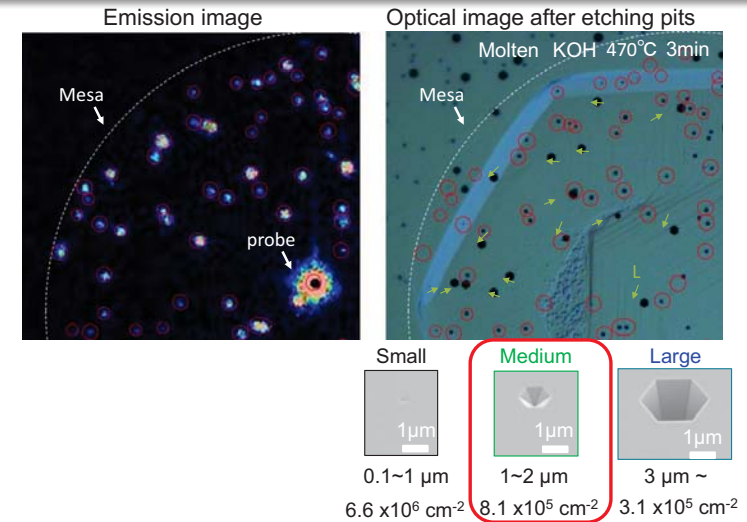 Emission image
Optical image after etching pits
Molten KOH 470℃ 3min
Mesa
Mesa
probe
L
Small
Medium
Large
1μm
1μm
1μm
0.1~1 μm
1~2 μm
3 μm ~
6.6 x10⁶ cm⁻²
8.1 x10⁵ cm⁻²
3.1 x10⁵ cm⁻²